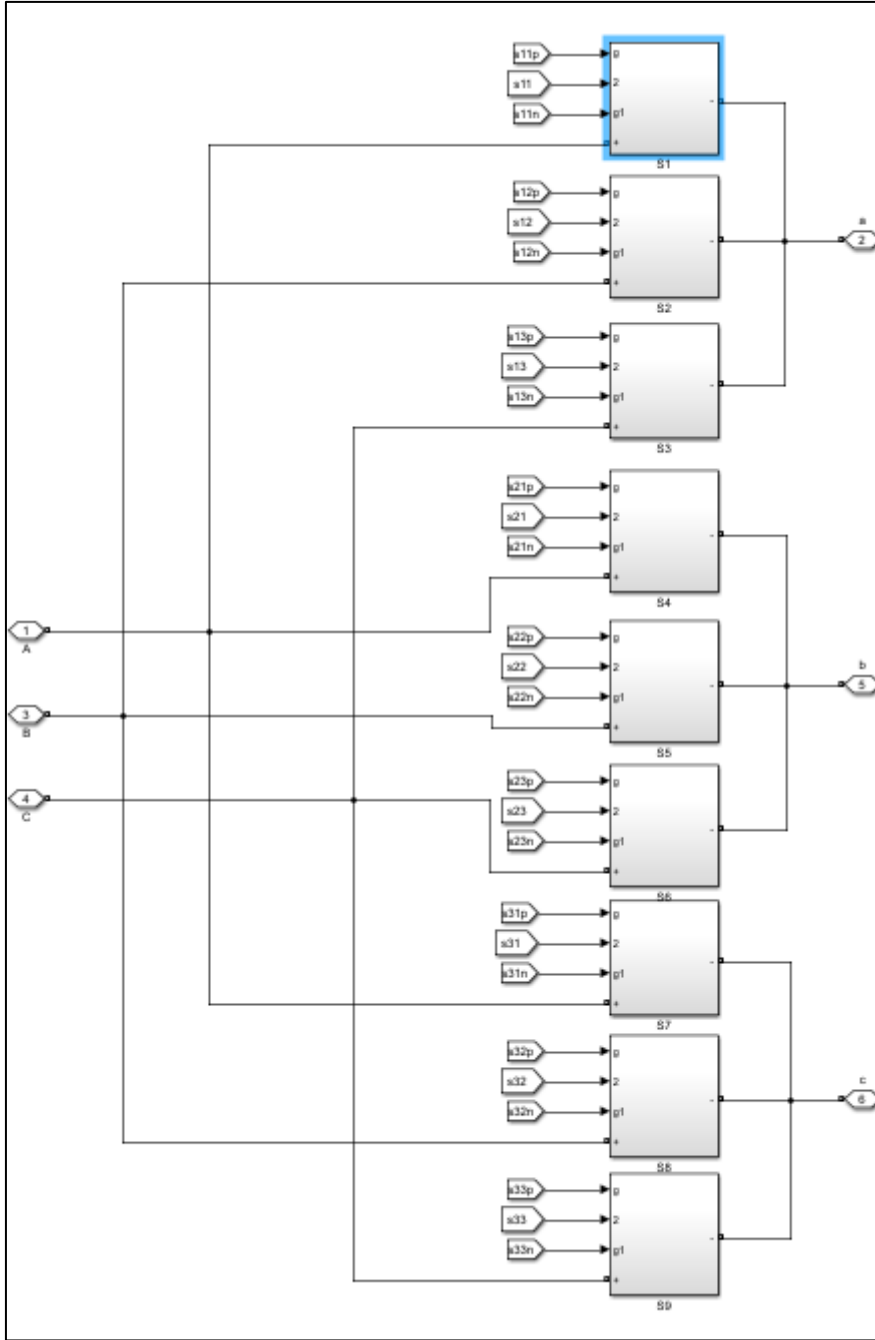 s11p
g
s11
2
s11n
g1
+
-
S1
s12p
g
s12
2
s12n
g1
+
-
S2
a
2
s13p
g
s13
2
s13n
g1
+
-
S3
s21p
g
s21
2
s21n
g1
+
-
S4
1
A
s22p
g
s22
2
s22n
g1
+
-
S5
b
5
3
B
s23p
g
s23
2
s23n
g1
+
-
S6
4
C
s31p
g
s31
2
s31n
g1
+
-
S7
s32p
g
s32
2
s32n
g1
+
-
S8
c
6
s33p
g
s33
2
s33n
g1
+
-
S9